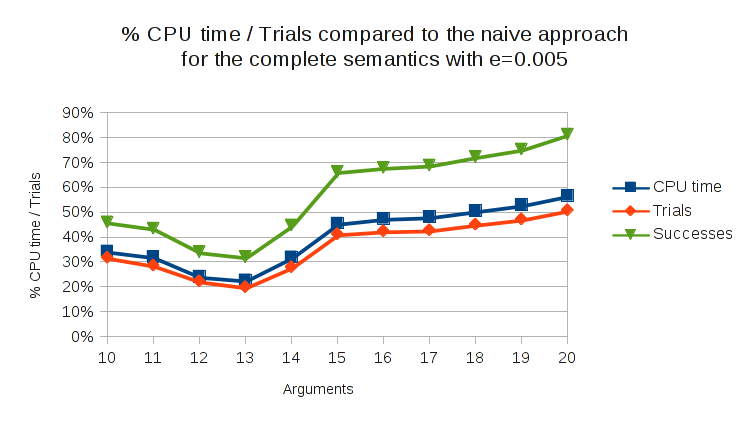 % CPU time / Trials compared to the naive approach
for the complete semantics with e=0.005
90%
80%
70%
60%
50%
40%
30%
20%
10%
0%
% CPU time / Trials
10 11 12 13 14 15 16 17 18 19 20
Arguments
CPU time
Trials
Successes